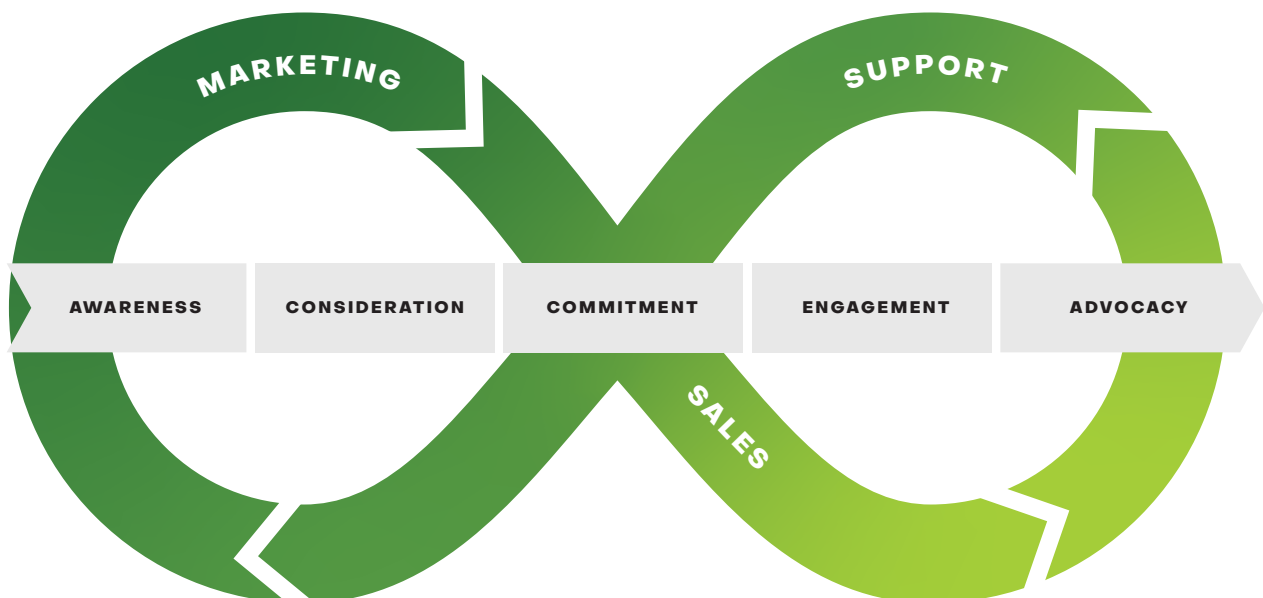 MARKETING
SUPPORT
AWARENESS
CONSIDERATION
COMMITMENT
ENGAGEMENT
ADVOCACY
SALES